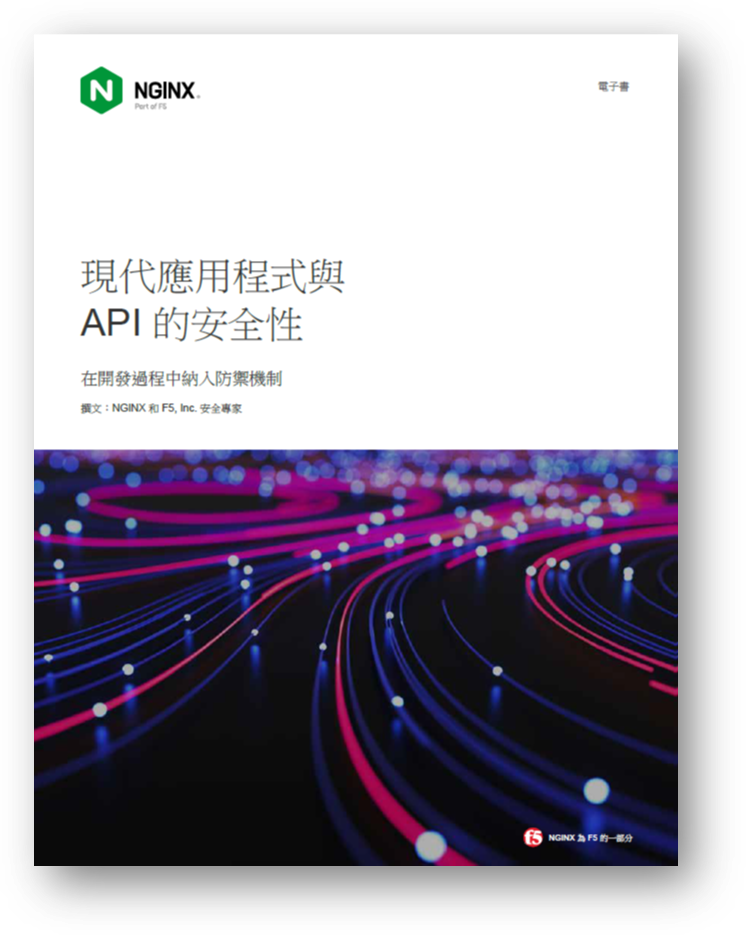 NGINX
Part of F5
電子書
現代應用程式與
API 的安全性
在開發過程中納入防禦機制
撰文：NGINX 和 F5, Inc. 安全專家
f5 NGINX 為 F5 的一部分